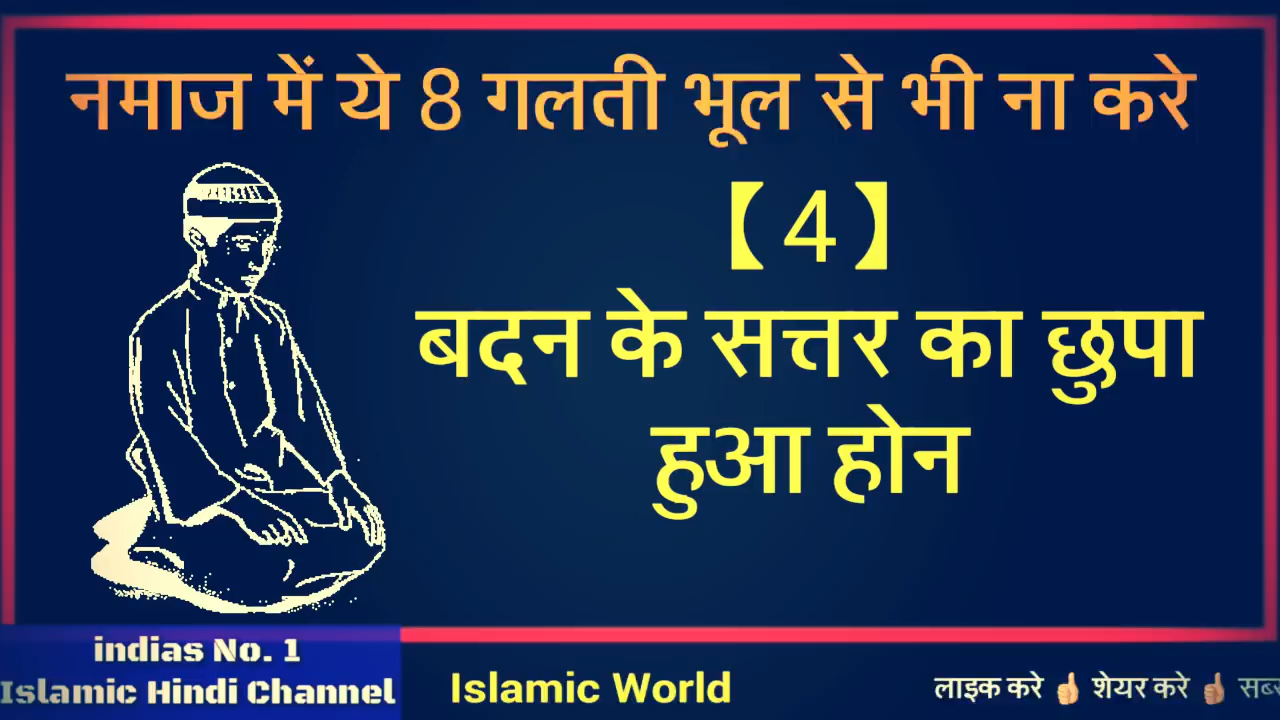 नमाज में ये 8 गलती भूल से भी ना करे
【4】
बदन के सत्तर का छुपा
हुआ होन
indias No. 1
Islamic Hindi Channel
Islamic World
लाइक करे 👍🏼 शेयर करे 👍🏼